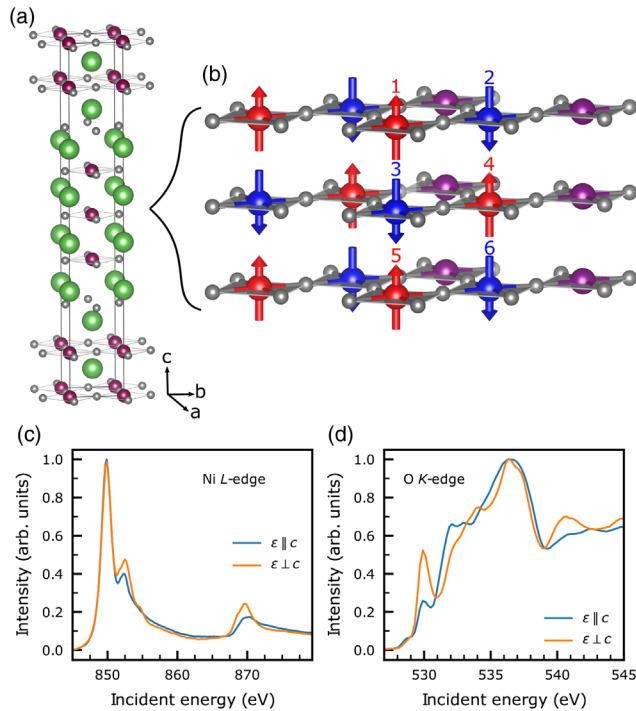 (a)
(b)
1
2
3
4
5
6
c
b
a
(c)
(d)
Intensity (arb. units)
1.0
0.8
0.6
0.4
0.2
0.0
Ni L-edge
ε ∥ c
ε ⊥ c
850
860
870
Incident energy (eV)
Intensity (arb. units)
1.0
0.8
0.6
0.4
0.2
0.0
O K-edge
ε ∥ c
ε ⊥ c
530
535
540
545
Incident energy (eV)